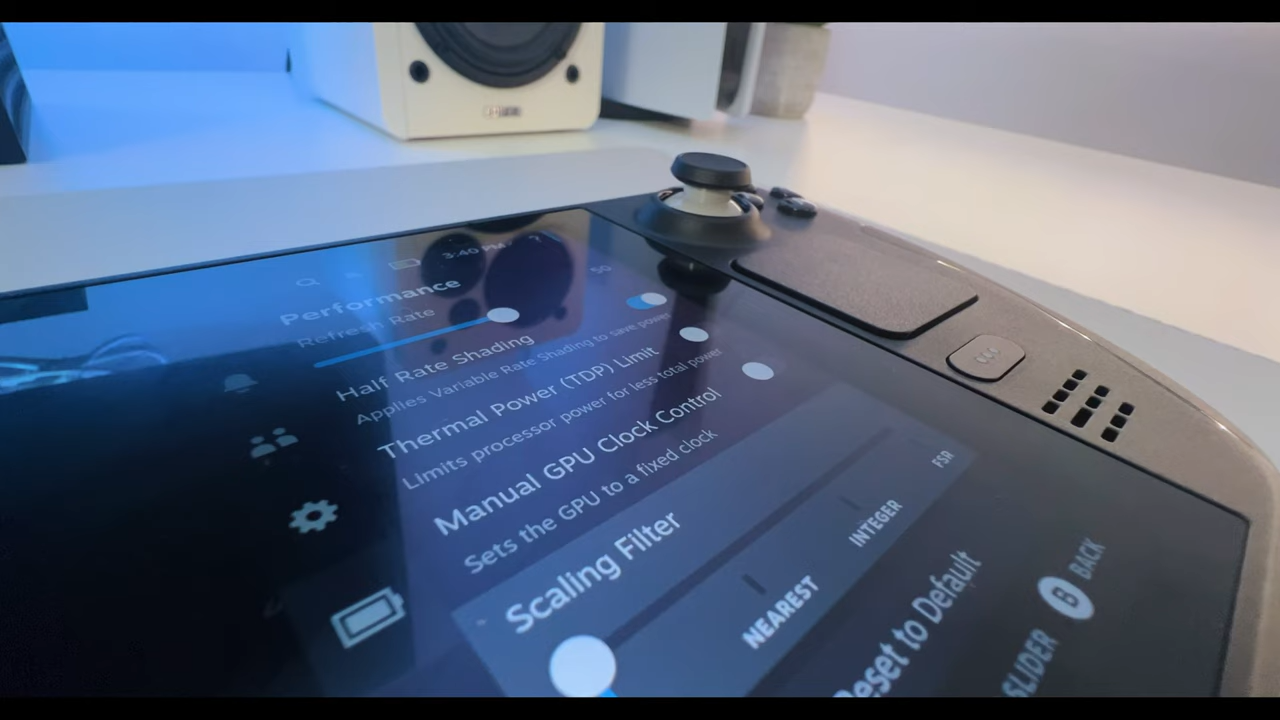 3:40 PM
?
Performance
Refresh Rate
Half Rate Shading
Applies Variable Rate Shading to save power
Thermal Power (TDP) Limit
Limits processor power for less total power
Manual GPU Clock Control
Sets the GPU to a fixed clock
Scaling Filter
NEAREST
INTEGER
FSR
Reset to Default
SLIDER
B BACK